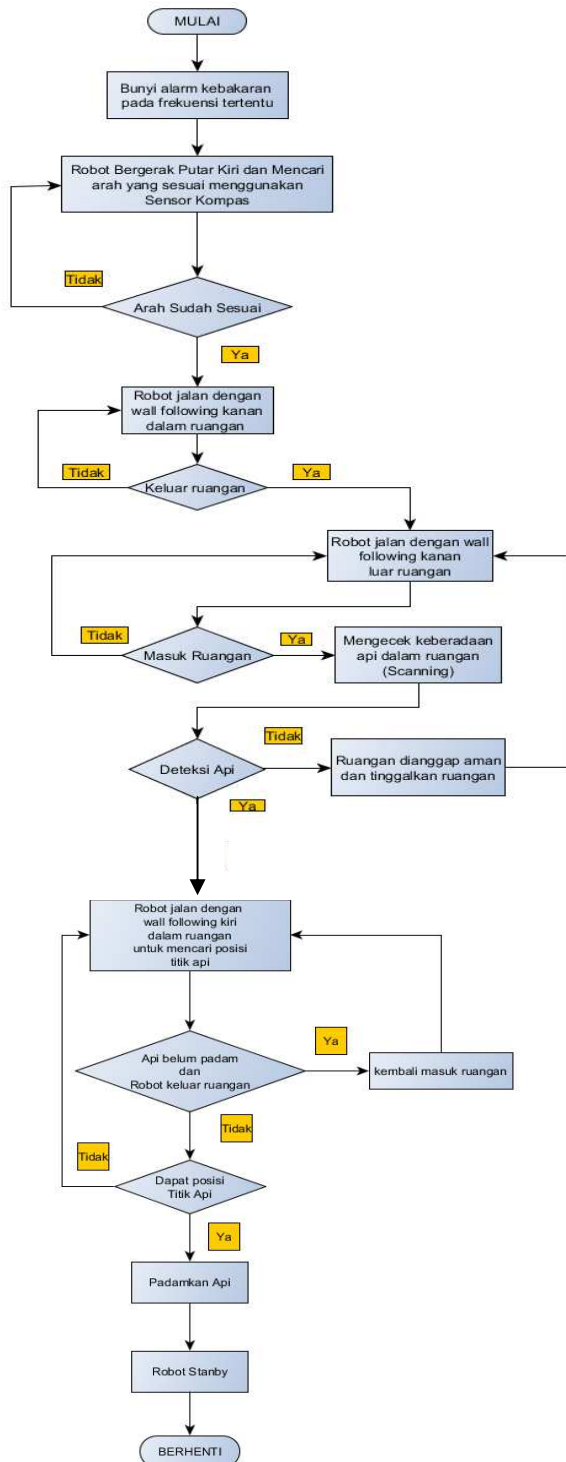 MULAI
Bunyi alarm kebakaran
pada frekuensi tertentu
Robot Bergerak Putar Kiri dan Mencari
arah yang sesuai menggunakan
Sensor Kompas
Tidak
Arah Sudah Sesuai
Ya
Robot jalan dengan
wall following kanan
dalam ruangan
Tidak
Keluar ruangan
Ya
Robot jalan dengan wall
following kanan
luar ruangan
Tidak
Masuk Ruangan
Ya
Mengecek keberadaan
api dalam ruangan
(Scanning)
Deteksi Api
Tidak
Ruangan dianggap aman
dan tinggalkan ruangan
Ya
Robot jalan dengan
wall following kiri
dalam ruangan
untuk mencari posisi
titik api
Api belum padam
dan
Robot keluar ruangan
Ya
kembali masuk ruangan
Tidak
Tidak
Dapat posisi
Titik Api
Ya
Padamkan Api
Robot Stanby
BERHENTI